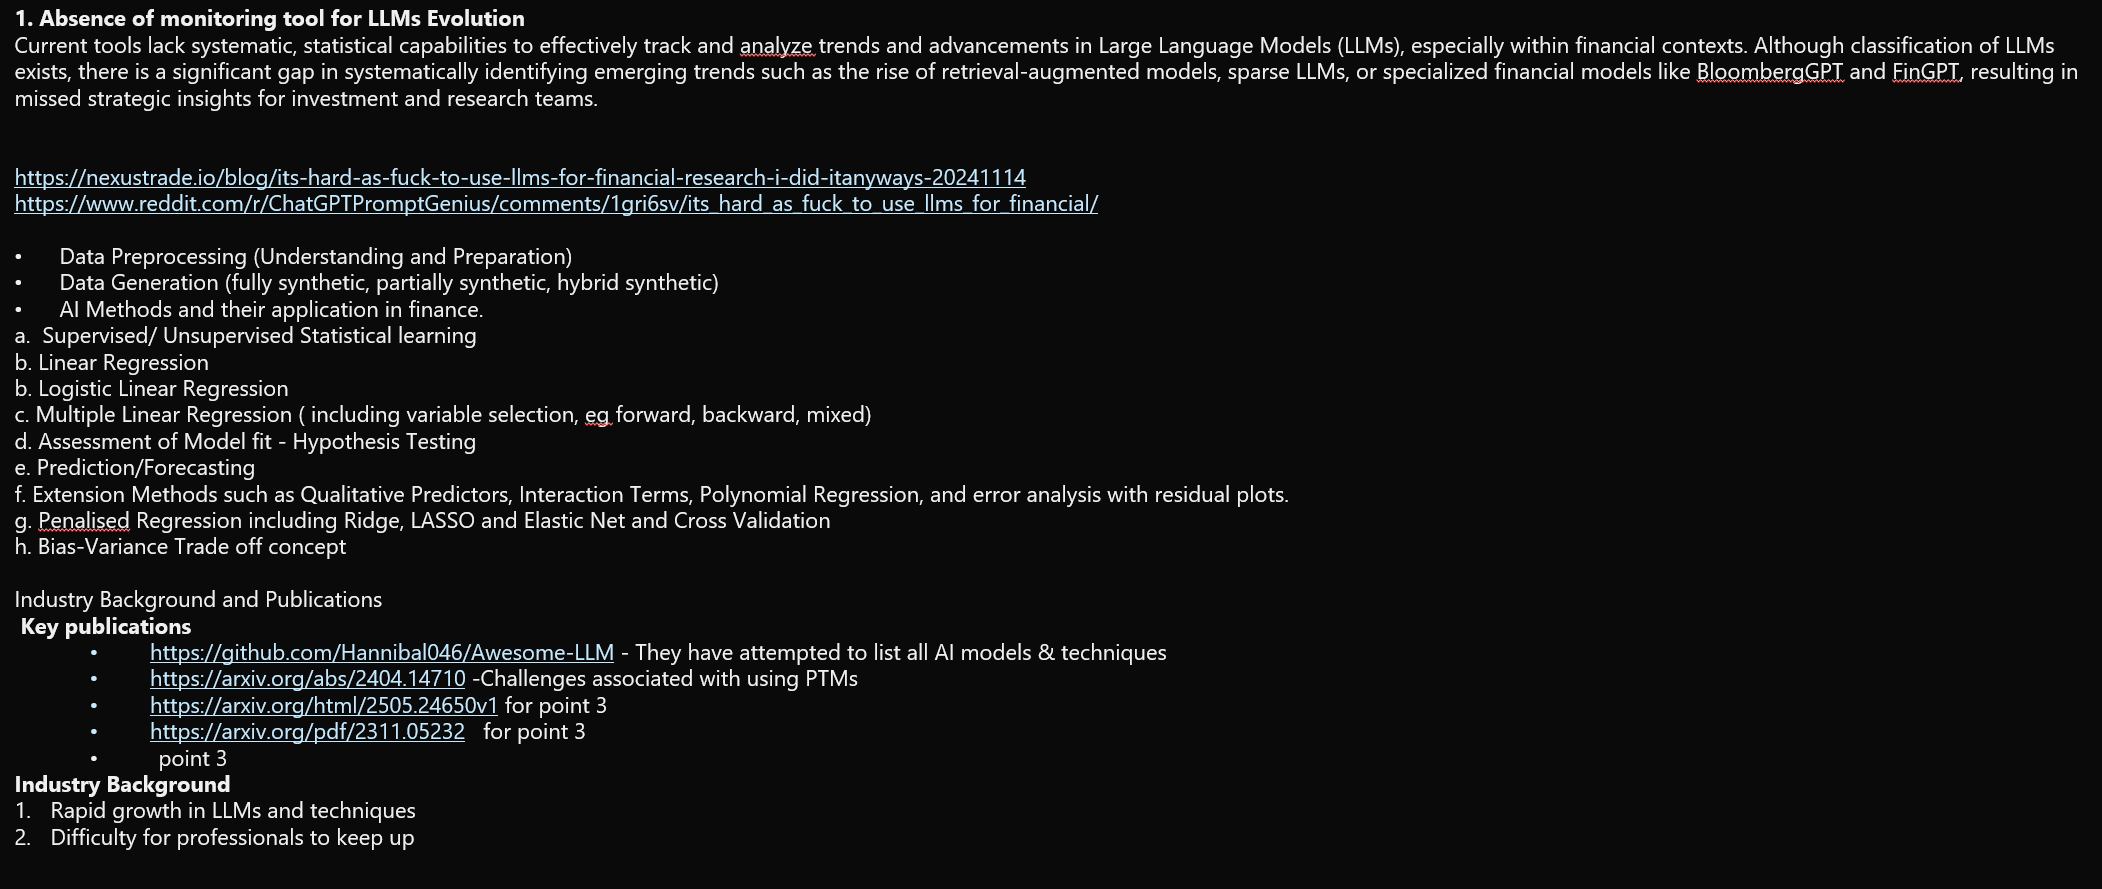 1. Absence of monitoring tool for LLMs Evolution
Current tools lack systematic, statistical capabilities to effectively track and analyze trends and advancements in Large Language Models (LLMs), especially within financial contexts. Although classification of LLMs
exists, there is a significant gap in systematically identifying emerging trends such as the rise of retrieval-augmented models, sparse LLMs, or specialized financial models like BloombergGPT and FinGPT, resulting in
missed strategic insights for investment and research teams.
https://nexustrade.io/blog/its-hard-as-fuck-to-use-llms-for-financial-research-i-did-itanyways-20241114
https://www.reddit.com/r/ChatGPTPromptGenius/comments/1gri6sv/its_hard_as_fuck_to_use_llms_for_financial/
• Data Preprocessing (Understanding and Preparation)
• Data Generation (fully synthetic, partially synthetic, hybrid synthetic)
• AI Methods and their application in finance.
a. Supervised/ Unsupervised Statistical learning
b. Linear Regression
b. Logistic Linear Regression
c. Multiple Linear Regression ( including variable selection, eg forward, backward, mixed)
d. Assessment of Model fit - Hypothesis Testing
e. Prediction/Forecasting
f. Extension Methods such as Qualitative Predictors, Interaction Terms, Polynomial Regression, and error analysis with residual plots.
g. Penalised Regression including Ridge, LASSO and Elastic Net and Cross Validation
h. Bias-Variance Trade off concept
Industry Background and Publications
Key publications
• https://github.com/Hannibal046/Awesome-LLM - They have attempted to list all AI models & techniques
• https://arxiv.org/abs/2404.14710 -Challenges associated with using PTMs
• https://arxiv.org/html/2505.24650v1 for point 3
• https://arxiv.org/pdf/2311.05232 for point 3
• point 3
Industry Background
1. Rapid growth in LLMs and techniques
2. Difficulty for professionals to keep up